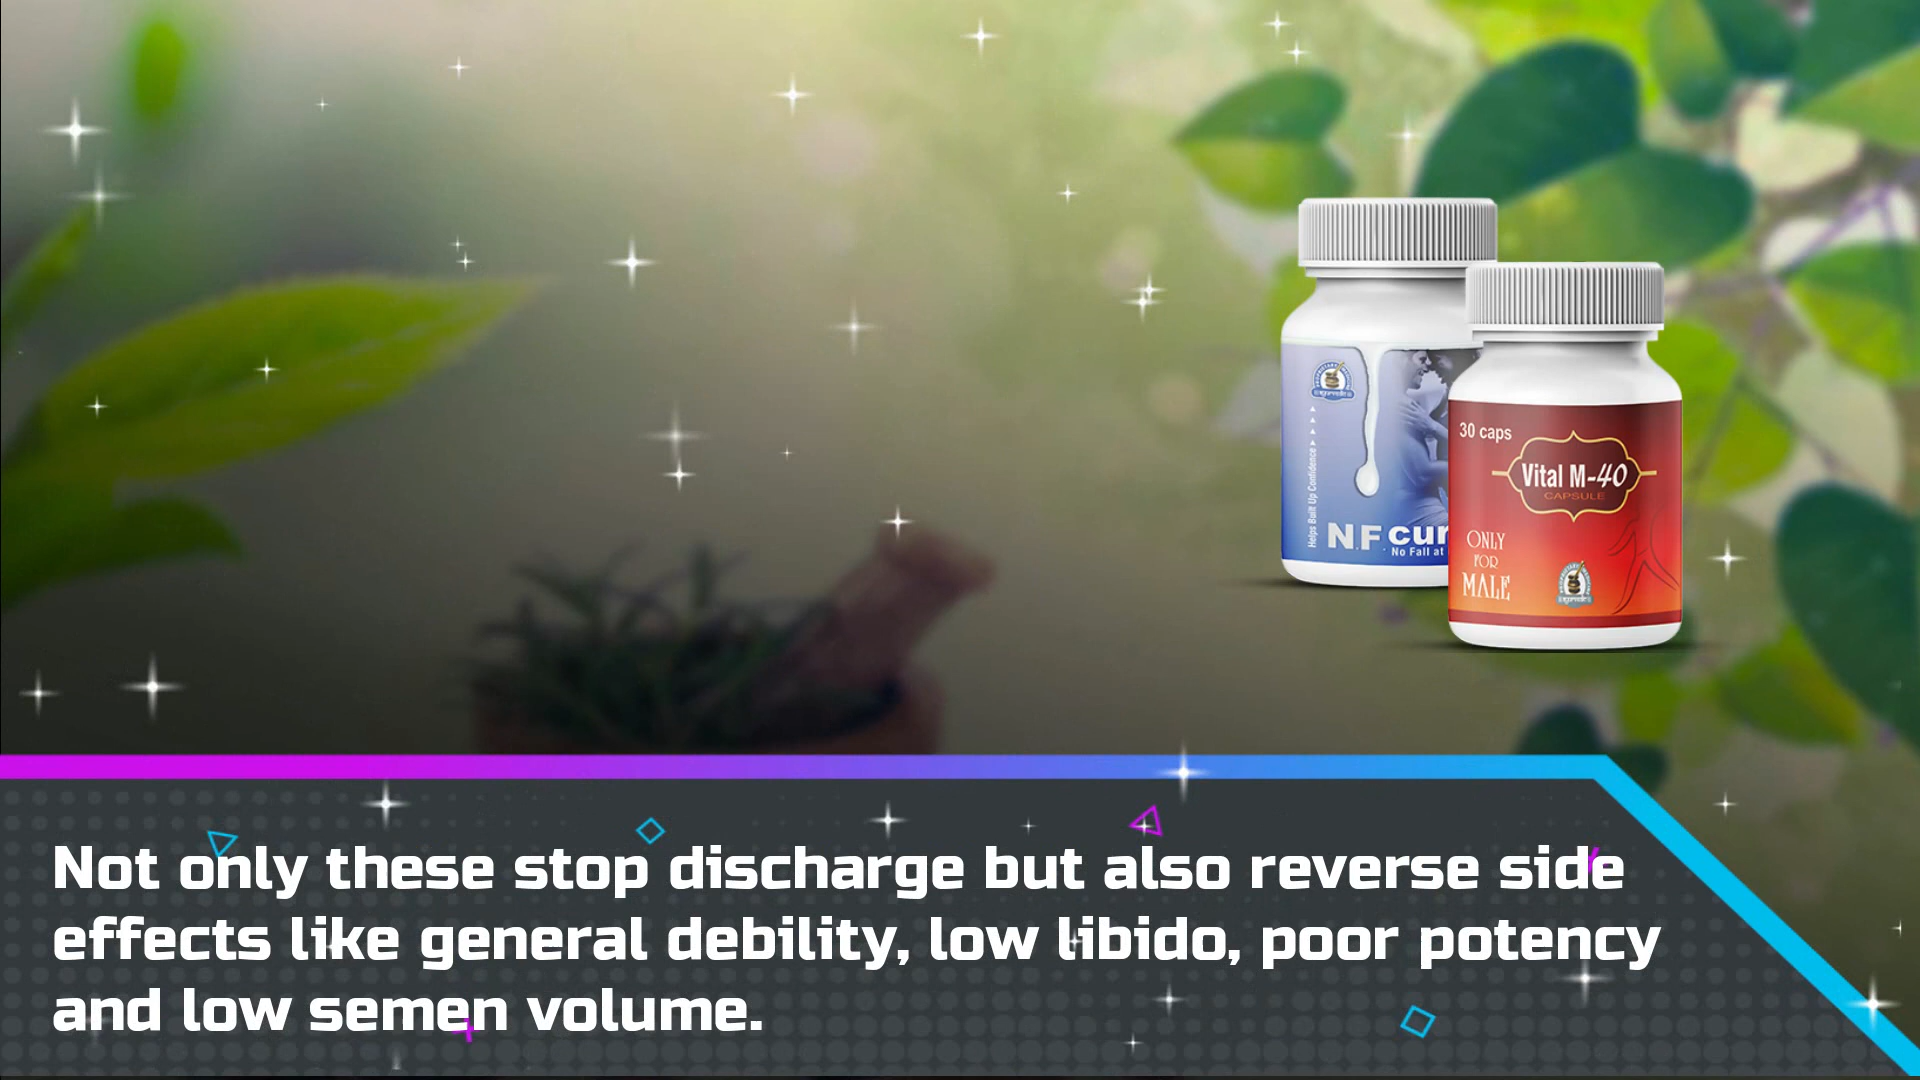 30 caps
Vital M-40
CAPSULE
ONLY
FOR
MALE
Helps Built Up Confidence
N.F
No Fall at
Not only these stop discharge but also reverse side
effects like general debility, low libido, poor potency
and low semen volume.